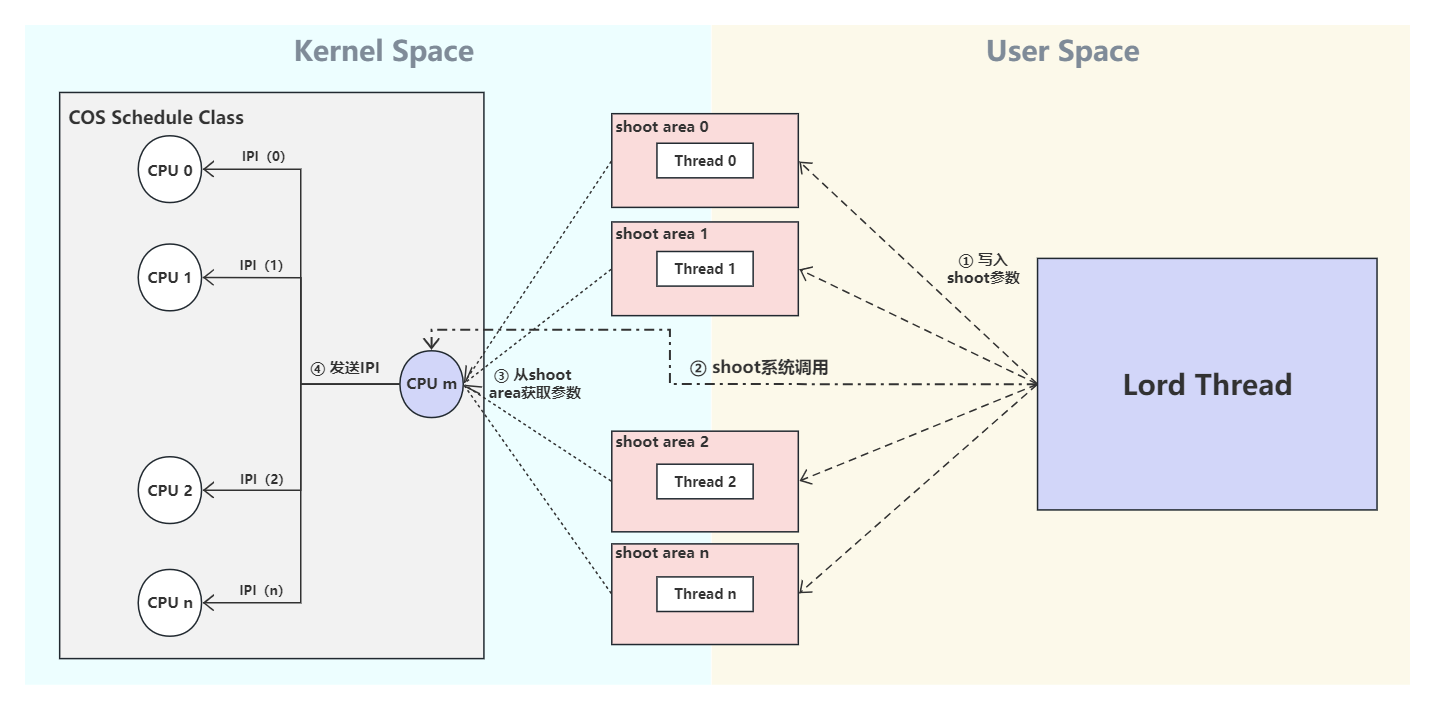 Kernel Space
User Space
COS Schedule Class
CPU 0
IPI（0）
CPU 1
IPI（1）
④ 发送IPI
CPU m
CPU 2
IPI（2）
CPU n
IPI（n）
③ 从shoot
area获取参数
shoot area 0
Thread 0
shoot area 1
Thread 1
② shoot系统调用
shoot area 2
Thread 2
shoot area n
Thread n
① 写入
shoot参数
Lord Thread